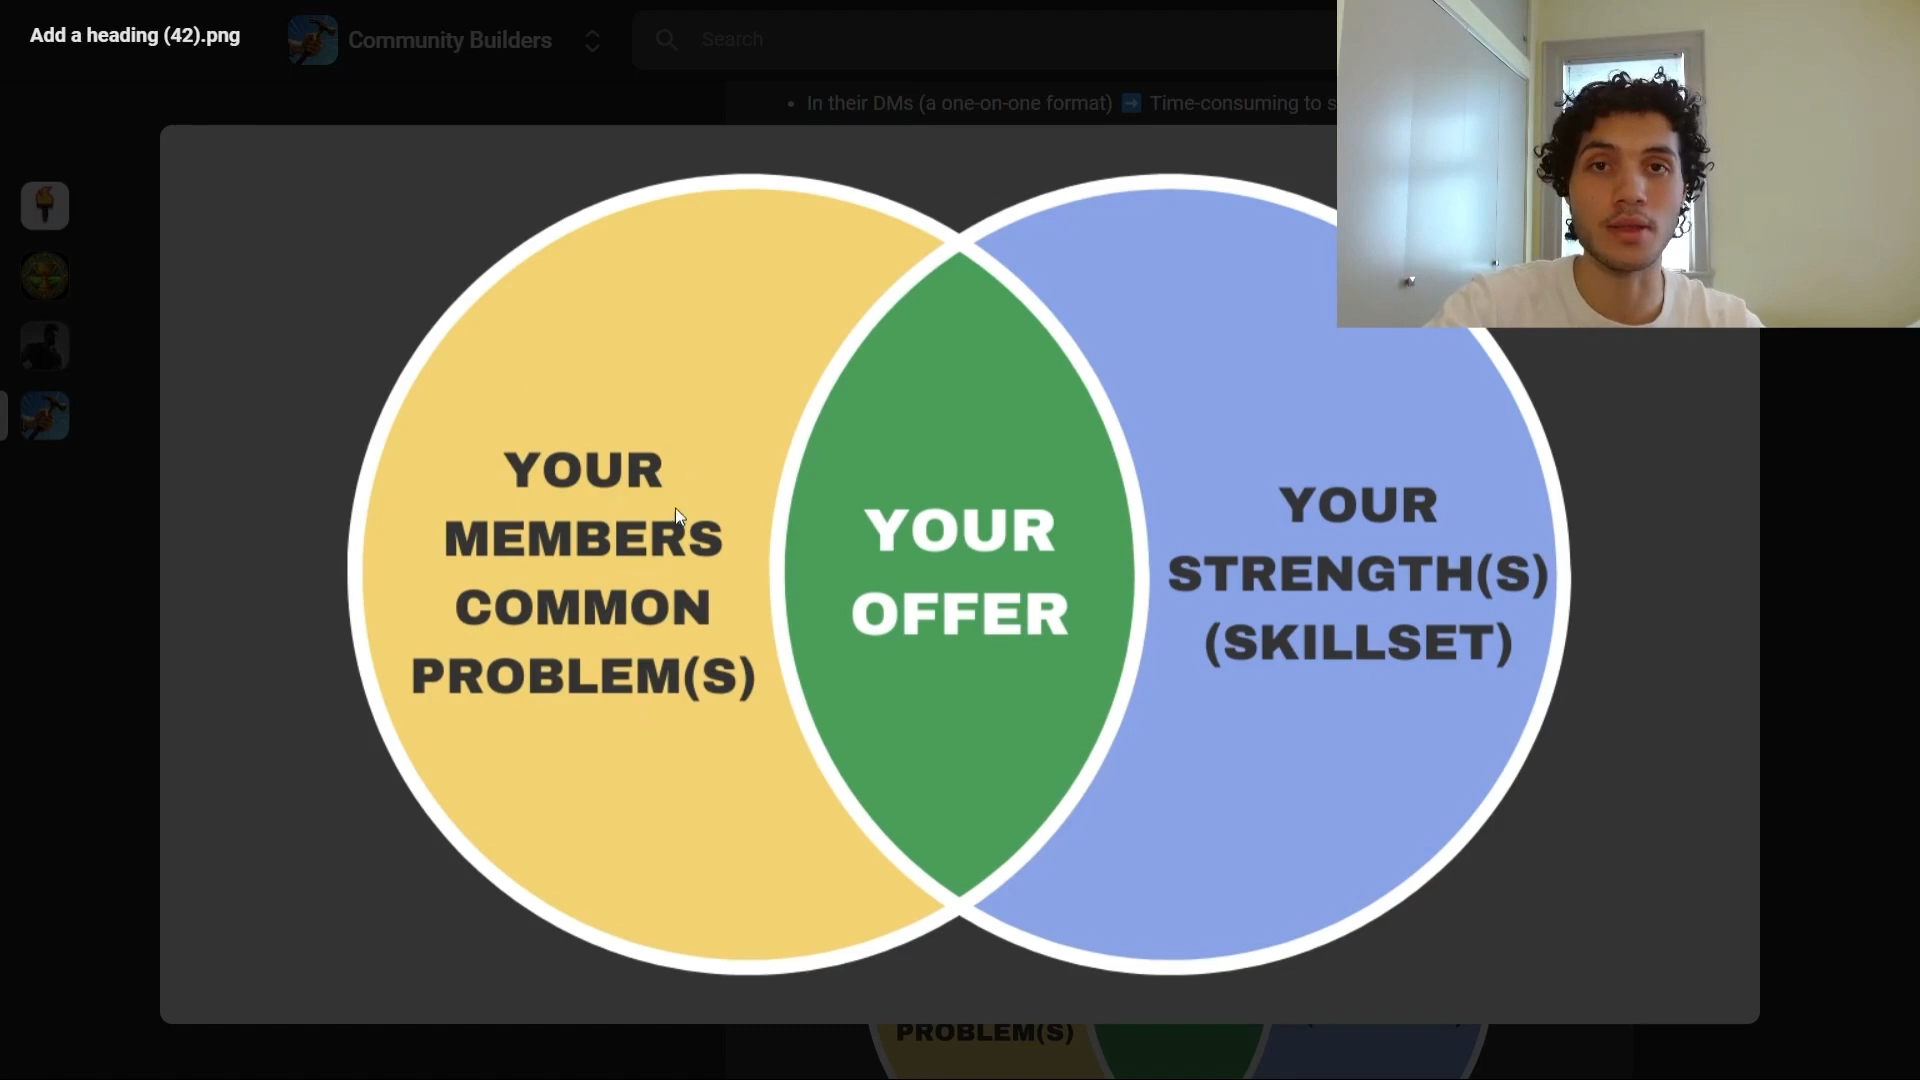 Add a heading (42).png
Community Builders
Search
In their DMs (a one-on-one format) ➡ Time-consuming to s
YOUR
MEMBERS
COMMON
PROBLEM(S)
YOUR
OFFER
YOUR
STRENGTH(S)
(SKILLSET)
PROBLEM(S)